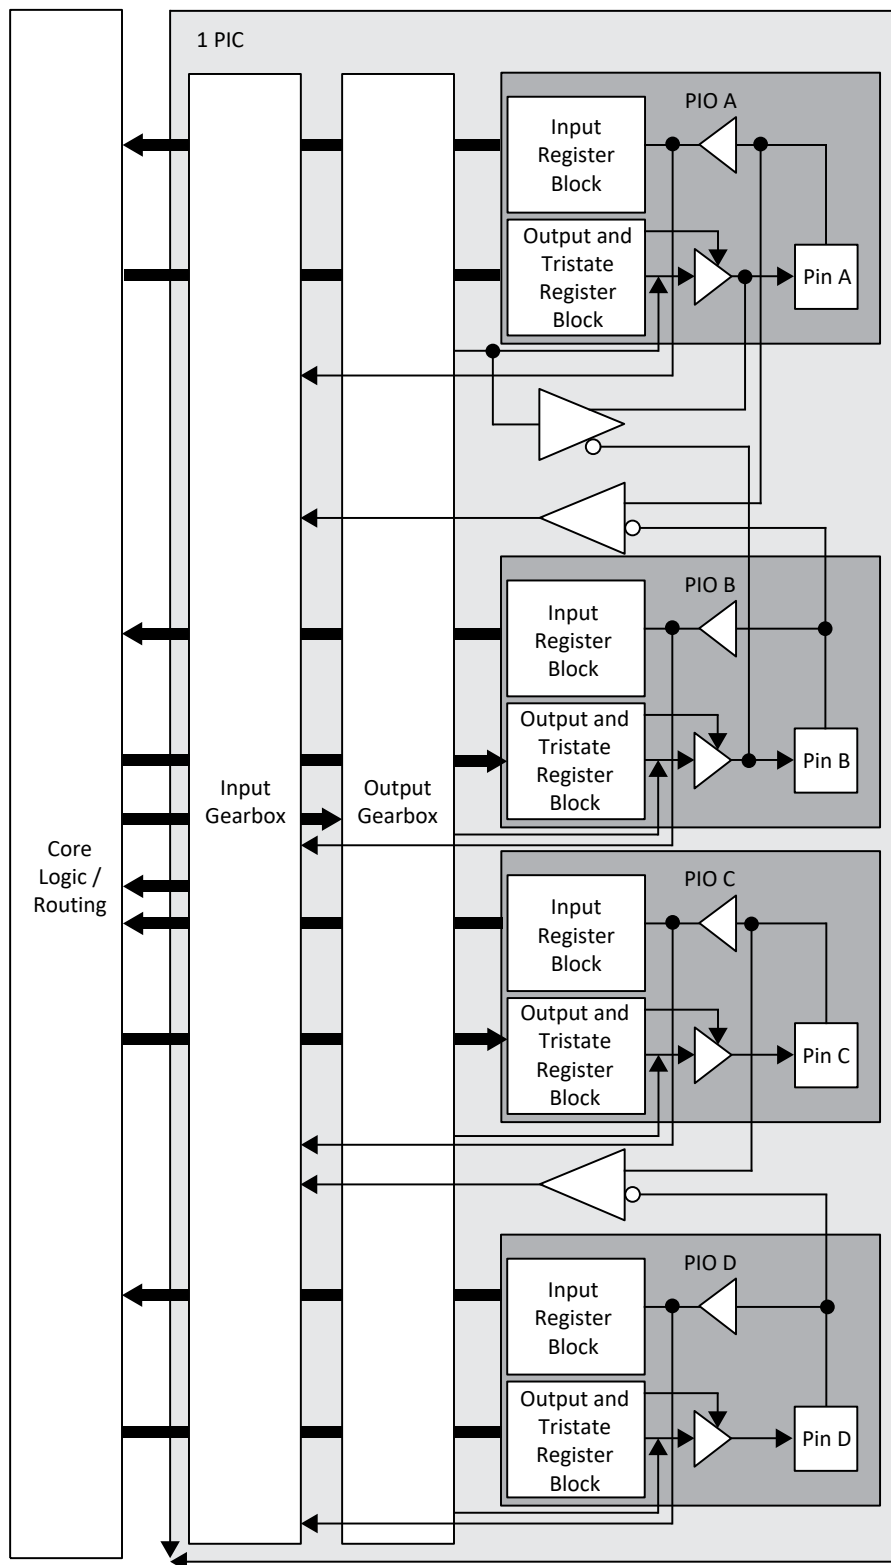 1 PIC
PIO A
Input
Register
Block
Output and
Tristate
Register
Block
Pin A
PIO B
Input
Register
Block
Output and
Tristate
Register
Block
Pin B
Input
Gearbox
Output
Gearbox
Core
Logic /
Routing
PIO C
Input
Register
Block
Output and
Tristate
Register
Block
Pin C
PIO D
Input
Register
Block
Output and
Tristate
Register
Block
Pin D